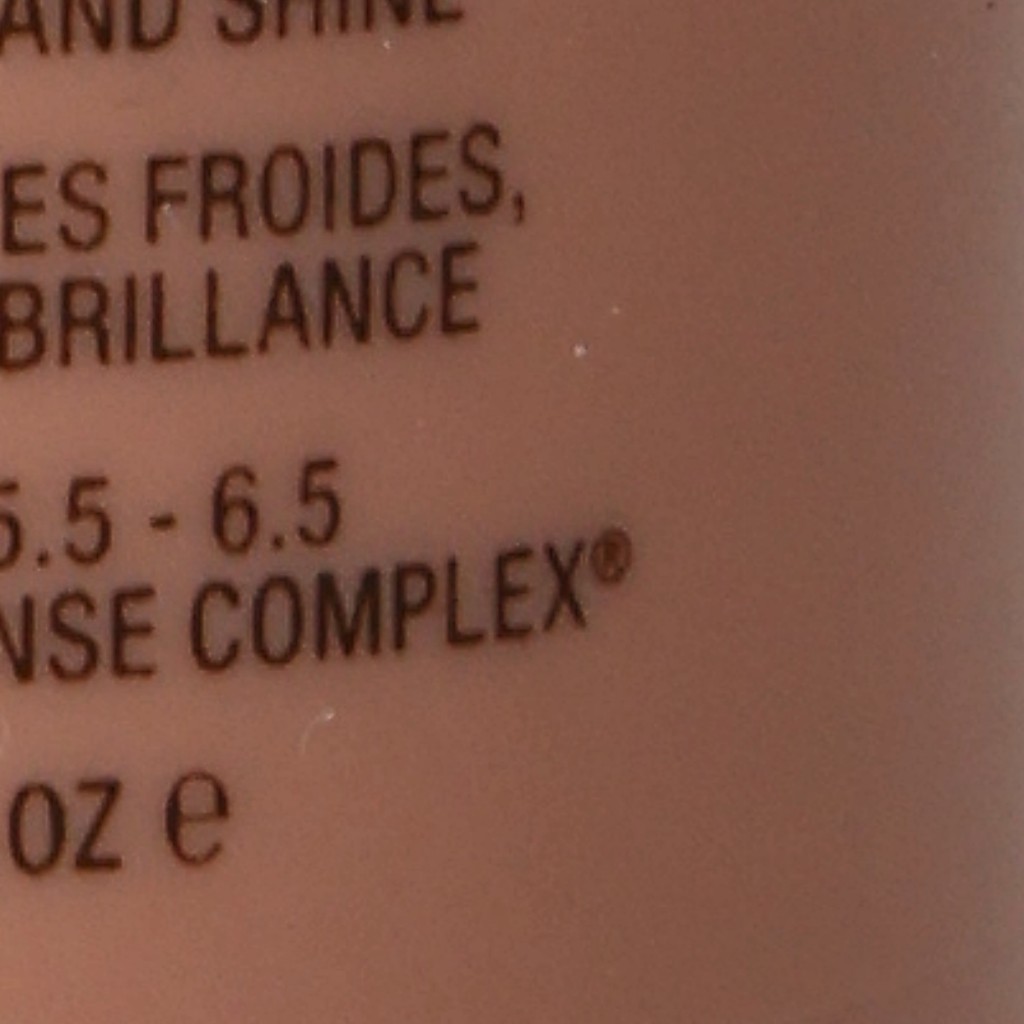 AND SHINE
ES FROIDES,
BRILLANCE
5.5 - 6.5
NSE COMPLEX®
OZ e